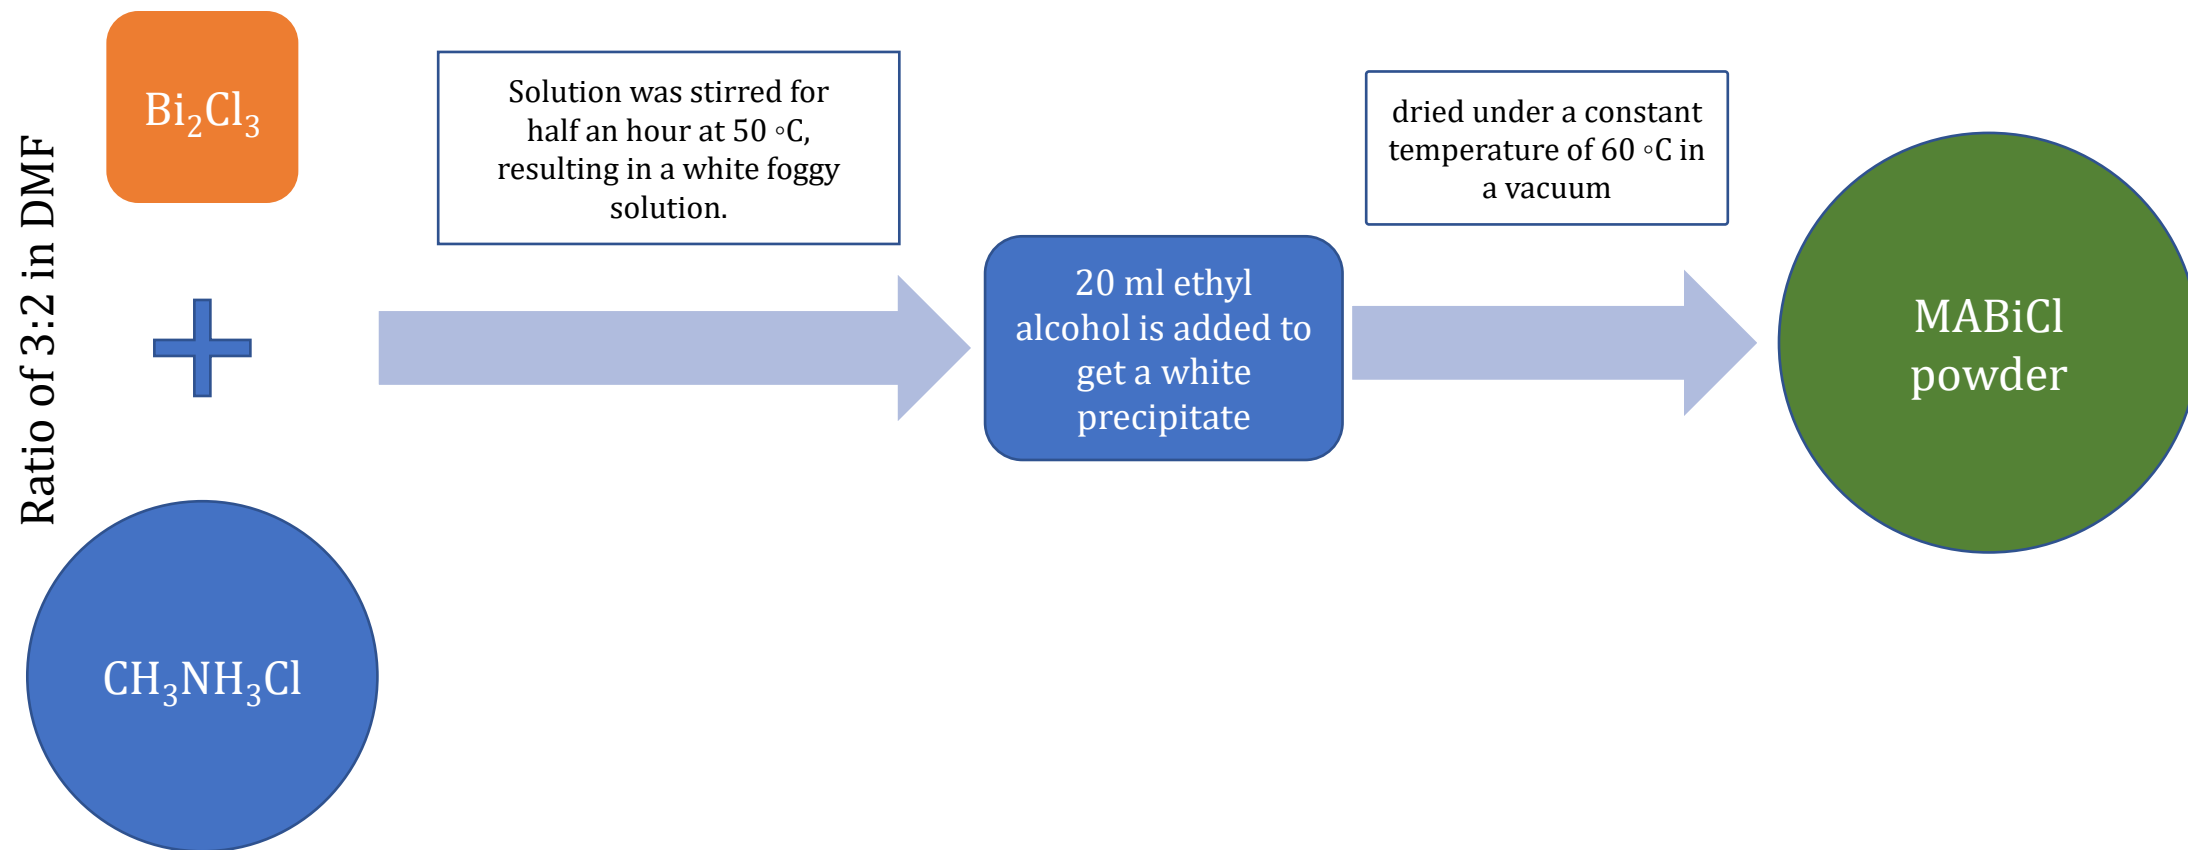 Ratio of 3:2 in DMF
Bi₂Cl₃
CH₃NH₃Cl
Solution was stirred for
half an hour at 50 ◦C,
resulting in a white foggy
solution.
20 ml ethyl
alcohol is added to
get a white
precipitate
dried under a constant
temperature of 60 ◦C in
a vacuum
MABiCl
powder